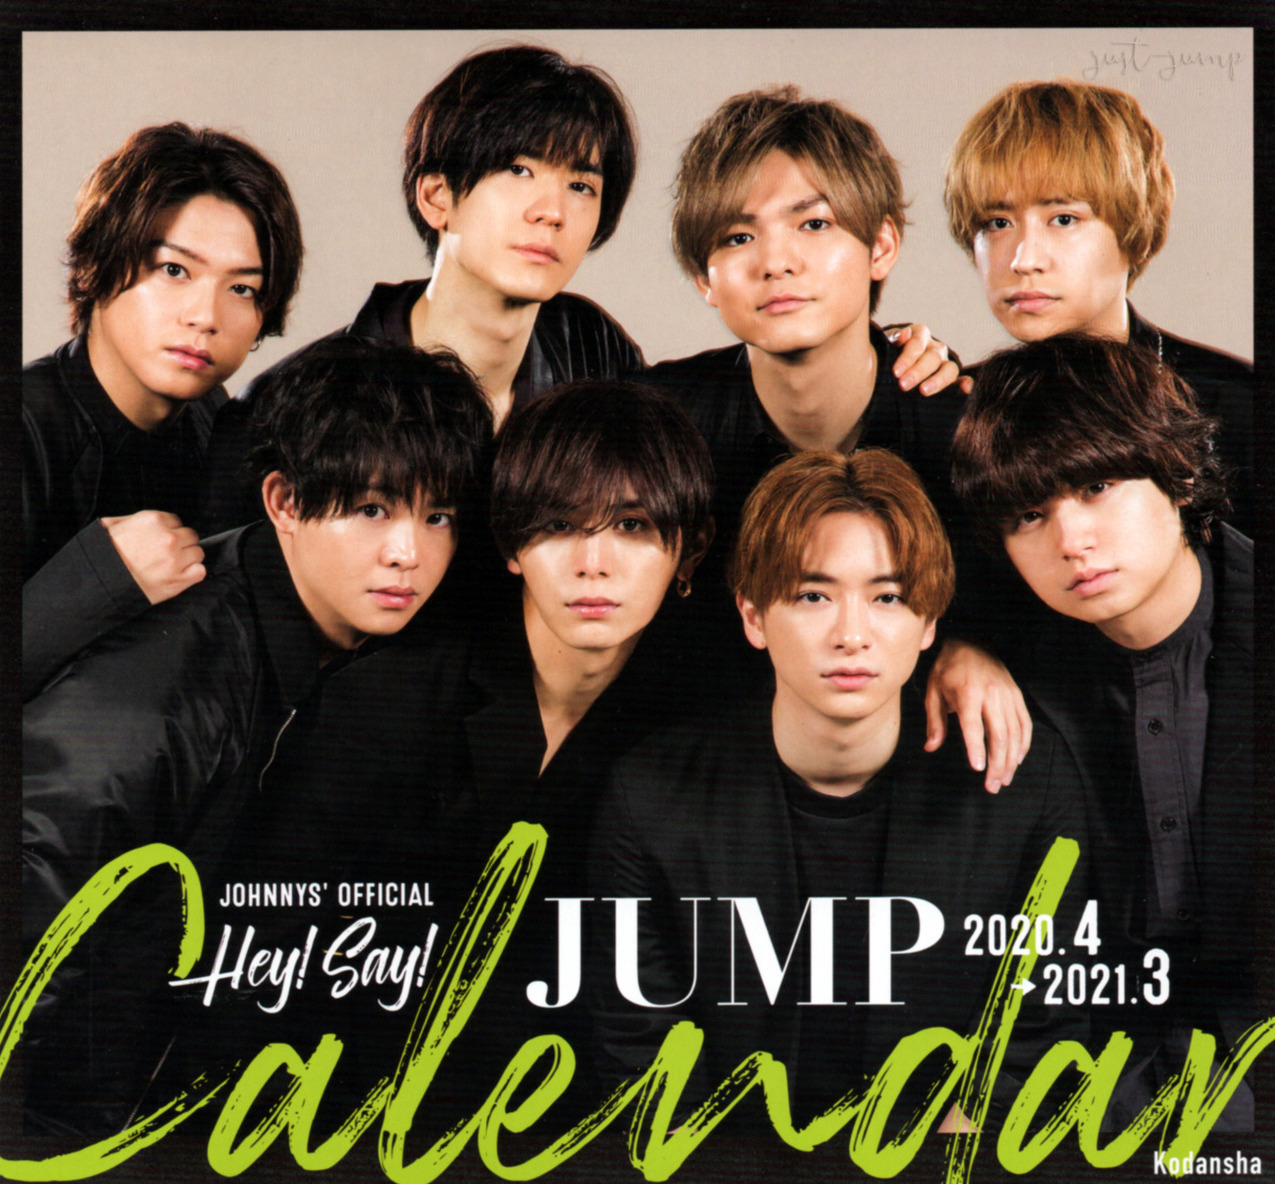 just-jump
JOHNNYS' OFFICIAL
Hey! Say!
JUMP
2020.4
→2021.3
Calendar
Kodansha